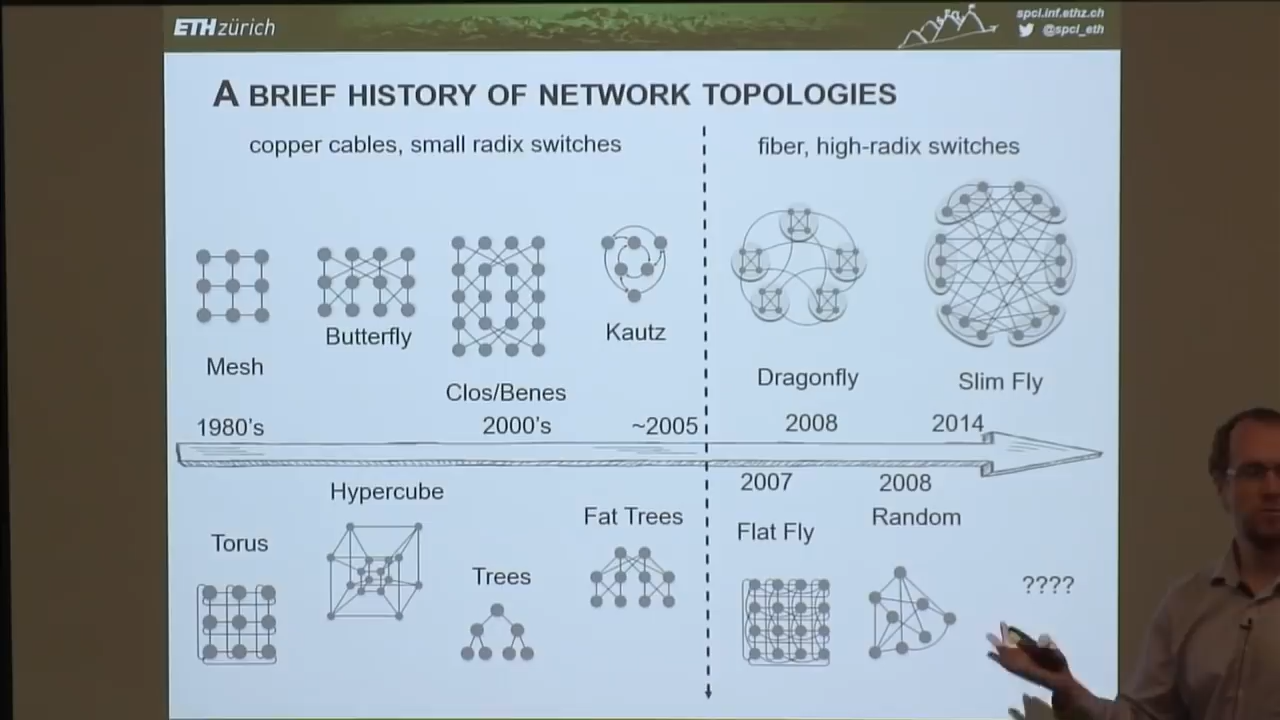 ETH zürich
spcl.inf.ethz.ch
@spcl_eth
A BRIEF HISTORY OF NETWORK TOPOLOGIES
copper cables, small radix switches
fiber, high-radix switches
Mesh
Butterfly
Clos/Benes
Kautz
Dragonfly
Slim Fly
1980's
2000's
~2005
2008
2014
2007
2008
Hypercube
Fat Trees
Random
Torus
Trees
Flat Fly
????